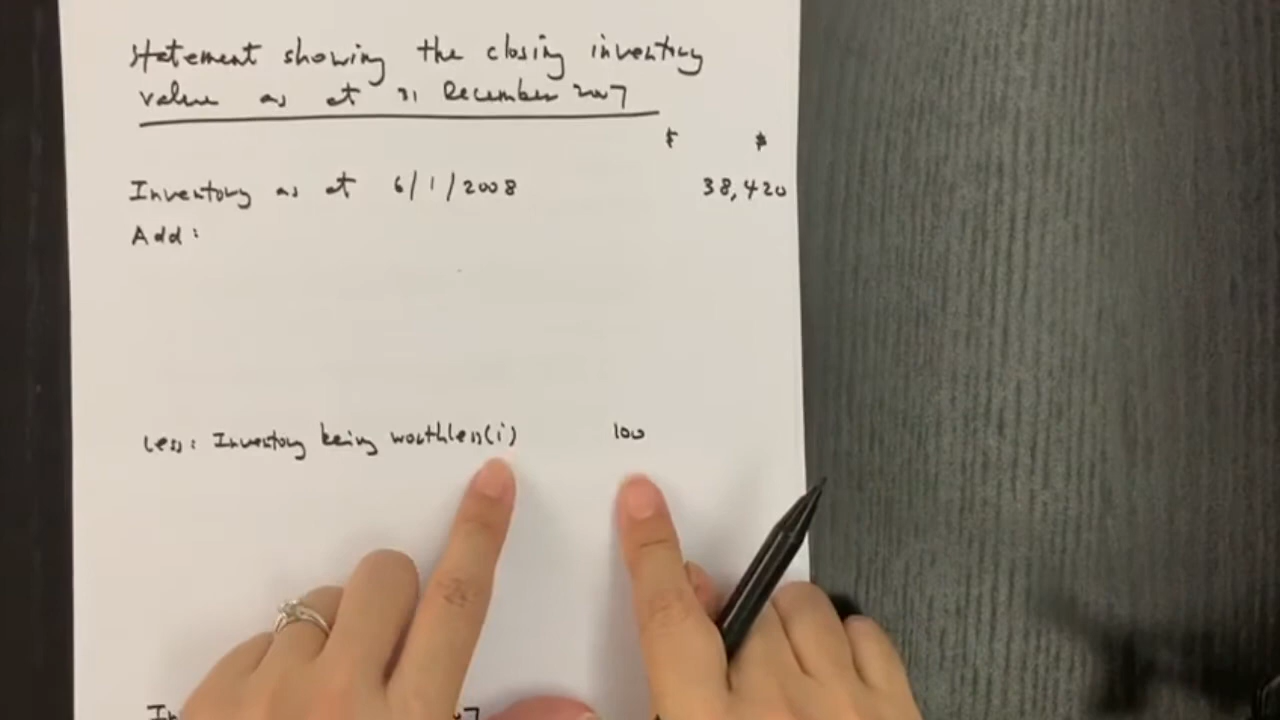 Statement showing the closing inventory
value as at 31 December 2007
$ $
Inventory as at 6/1/2008 38,420
Add:
Less: Inventory being worthless(i) 100